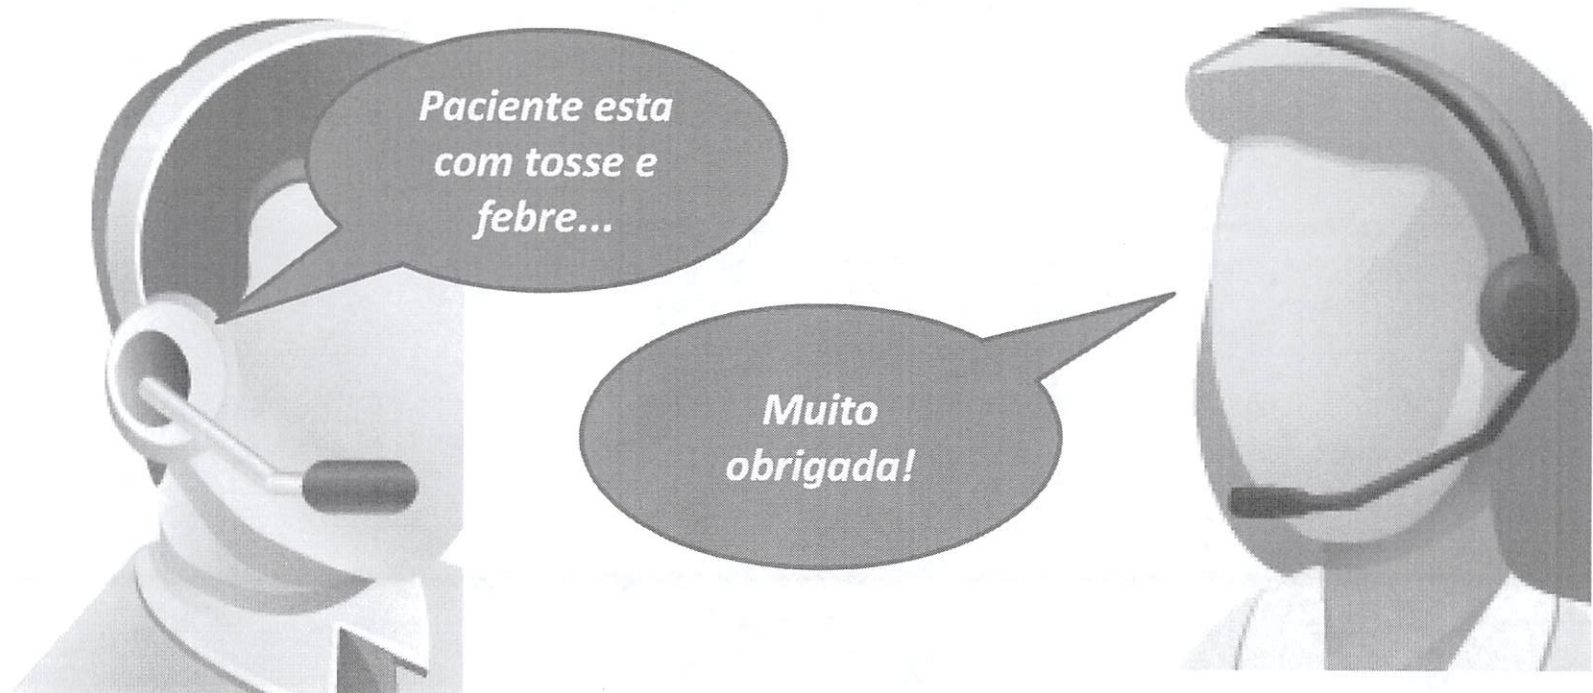 Paciente esta
com tosse e
febre...
Muito
obrigada!